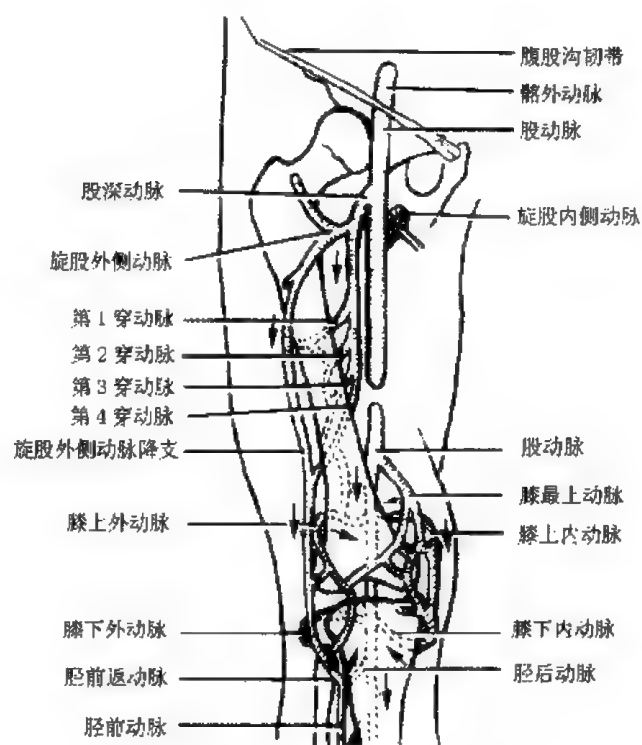 腹股沟韧带
髂外动脉
股动脉
股深动脉
旋股内侧动脉
旋股外侧动脉
第1穿动脉
第2穿动脉
第3穿动脉
第4穿动脉
旋股外侧动脉降支
股动脉
膝最上动脉
膝上外动脉
膝上内动脉
膝下外动脉
膝下内动脉
胫前返动脉
胫后动脉
胫前动脉